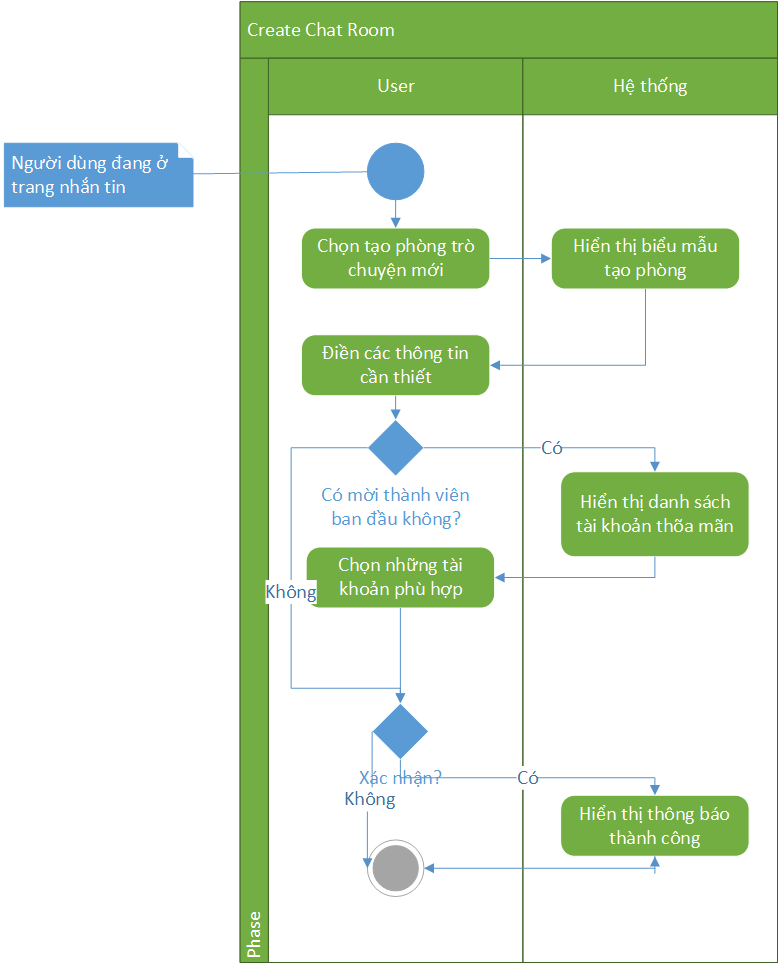 Create Chat Room
User
Hệ thống
Người dùng đang ở
trang nhắn tin
Chọn tạo phòng trò
chuyện mới
Hiển thị biểu mẫu
tạo phòng
Điền các thông tin
cần thiết
Có
Có mời thành viên
ban đầu không?
Hiển thị danh sách
tài khoản thõa mãn
Chọn những tài
khoản phù hợp
Không
Xác nhận?
Có
Không
Hiển thị thông báo
thành công
Phase